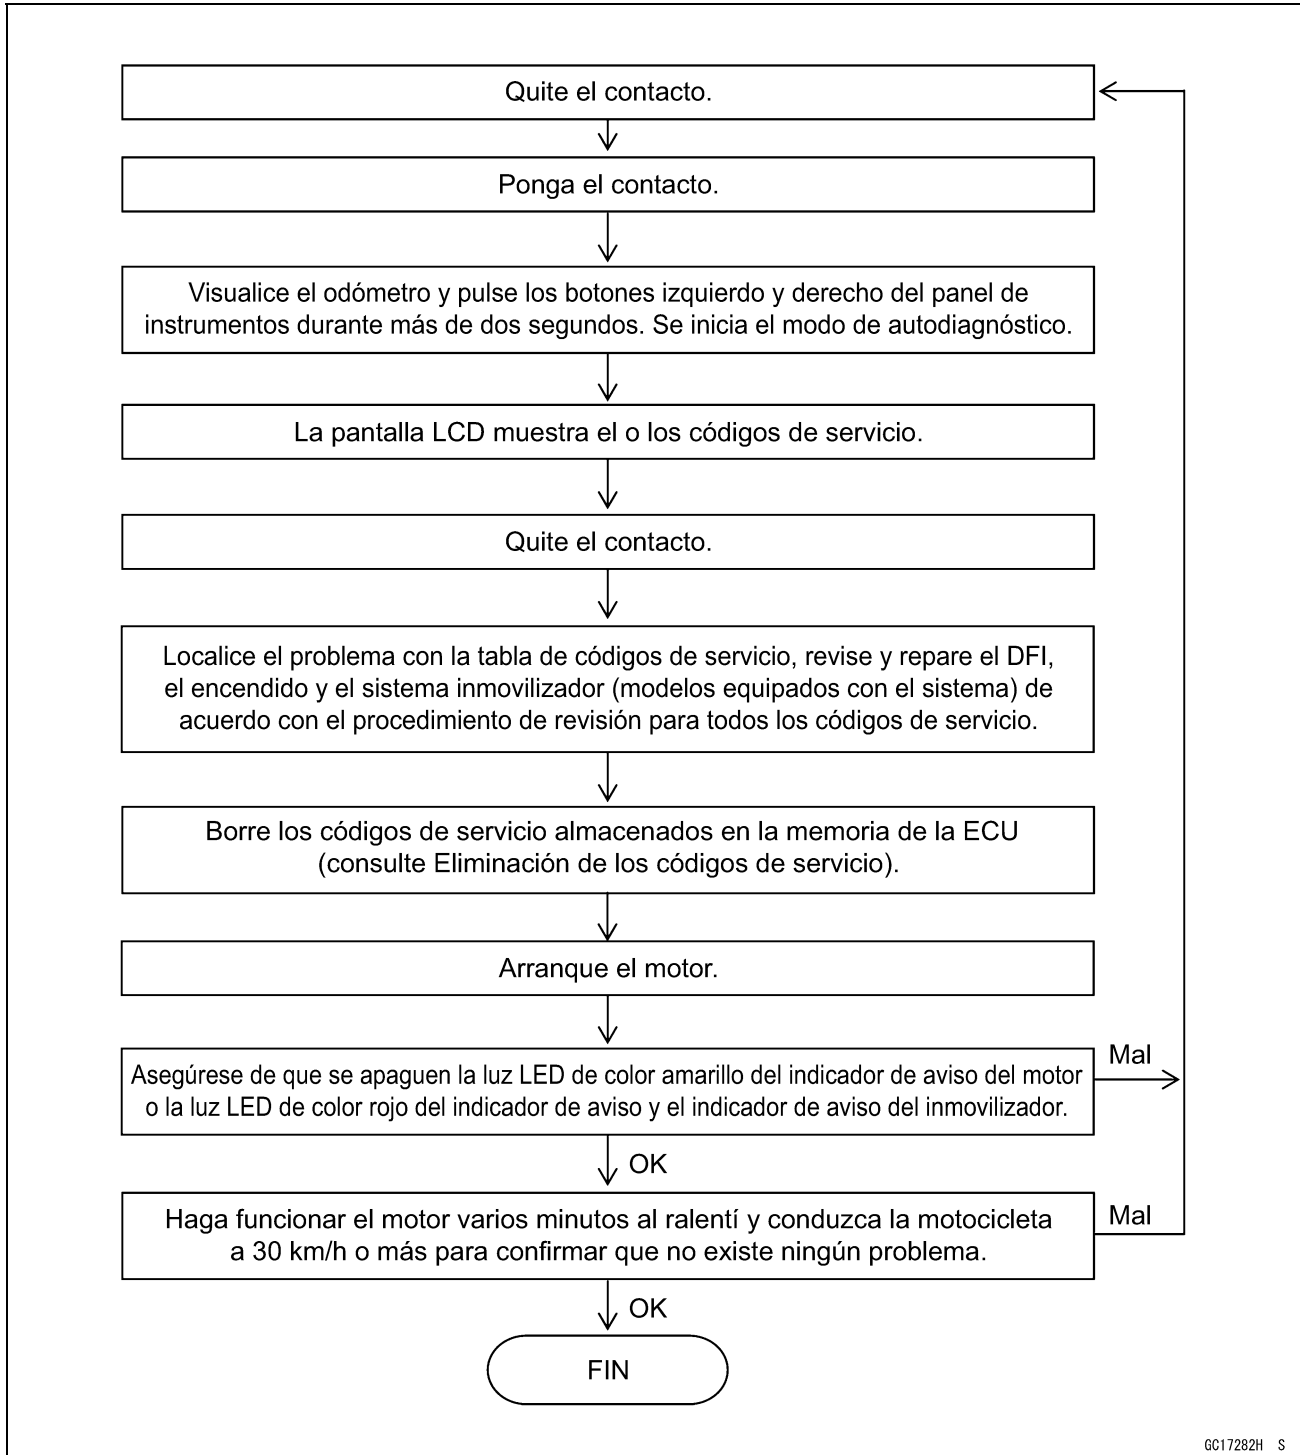 Quite el contacto.
Ponga el contacto.
Visualice el odómetro y pulse los botones izquierdo y derecho del panel de
instrumentos durante más de dos segundos. Se inicia el modo de autodiagnóstico.
La pantalla LCD muestra el o los códigos de servicio.
Quite el contacto.
Localice el problema con la tabla de códigos de servicio, revise y repare el DFI,
el encendido y el sistema inmovilizador (modelos equipados con el sistema) de
acuerdo con el procedimiento de revisión para todos los códigos de servicio.
Borre los códigos de servicio almacenados en la memoria de la ECU
(consulte Eliminación de los códigos de servicio).
Arranque el motor.
Mal
Asegúrese de que se apaguen la luz LED de color amarillo del indicador de aviso del motor
o la luz LED de color rojo del indicador de aviso y el indicador de aviso del inmovilizador.
OK
Mal
Haga funcionar el motor varios minutos al ralentí y conduzca la motocicleta
a 30 km/h o más para confirmar que no existe ningún problema.
OK
FIN
GC17282H S